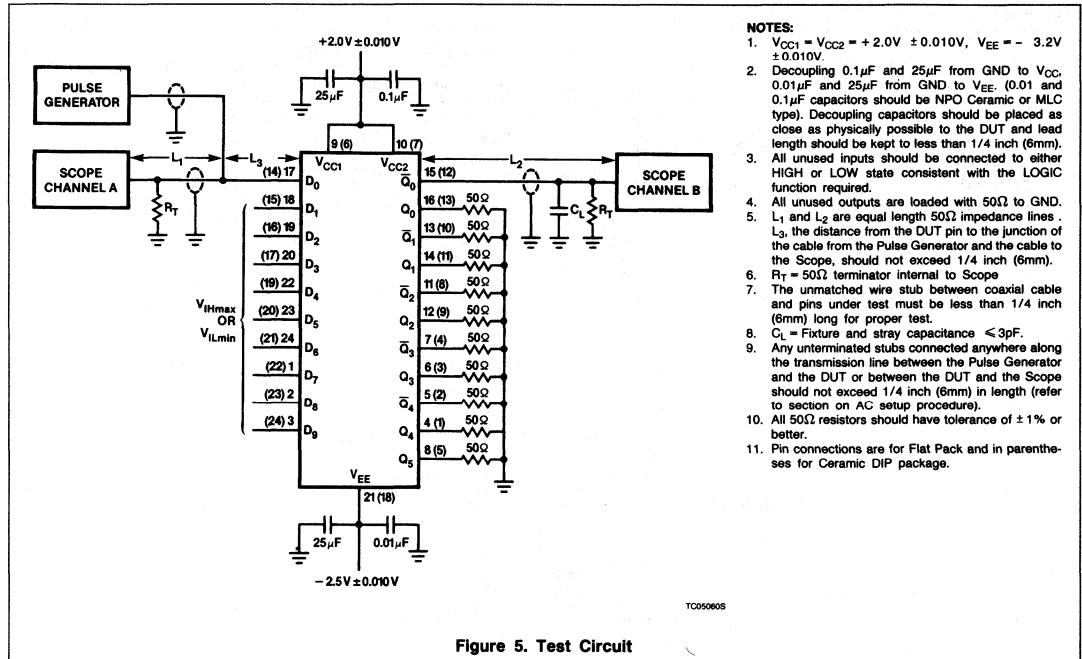 +2.0V ± 0.010V
PULSE
GENERATOR
25μF
0.1μF
9 (6)
10 (7)
VCC1
VCC2
L1
L3
L2
SCOPE
CHANNEL A
SCOPE
CHANNEL B
RT
CL
RT
(14) 17
D0
(15) 18
D1
(16) 19
D2
(17) 20
D3
(19) 22
D4
(20) 23
D5
(21) 24
D6
(22) 1
D7
(23) 2
D8
(24) 3
D9
VIHmax
OR
VILmin
Q̅0
15 (12)
Q0
16 (13)
50Ω
Q̅1
13 (10)
50Ω
Q1
14 (11)
50Ω
Q̅2
11 (8)
50Ω
Q2
12 (9)
50Ω
Q̅3
7 (4)
50Ω
Q3
6 (3)
50Ω
Q̅4
5 (2)
50Ω
Q4
4 (1)
50Ω
Q5
8 (5)
50Ω
VEE
21 (18)
25μF
0.01μF
− 2.5V ± 0.010V
TC05060S
NOTES:
1. VCC1 = VCC2 = + 2.0V ± 0.010V, VEE = − 3.2V
± 0.010V.
2. Decoupling 0.1μF and 25μF from GND to VCC,
0.01μF and 25μF from GND to VEE. (0.01 and
0.1μF capacitors should be NPO Ceramic or MLC
type). Decoupling capacitors should be placed as
close as physically possible to the DUT and lead
length should be kept to less than 1/4 inch (6mm).
3. All unused inputs should be connected to either
HIGH or LOW state consistent with the LOGIC
function required.
4. All unused outputs are loaded with 50Ω to GND.
5. L1 and L2 are equal length 50Ω impedance lines .
L3, the distance from the DUT pin to the junction of
the cable from the Pulse Generator and the cable to
the Scope, should not exceed 1/4 inch (6mm).
6. RT = 50Ω terminator internal to Scope
7. The unmatched wire stub between coaxial cable
and pins under test must be less than 1/4 inch
(6mm) long for proper test.
8. CL = Fixture and stray capacitance ≤ 3pF.
9. Any unterminated stubs connected anywhere along
the transmission line between the Pulse Generator
and the DUT or between the DUT and the Scope
should not exceed 1/4 inch (6mm) in length (refer
to section on AC setup procedure).
10. All 50Ω resistors should have tolerance of ± 1% or
better.
11. Pin connections are for Flat Pack and in parenthe-
ses for Ceramic DIP package.
Figure 5. Test Circuit